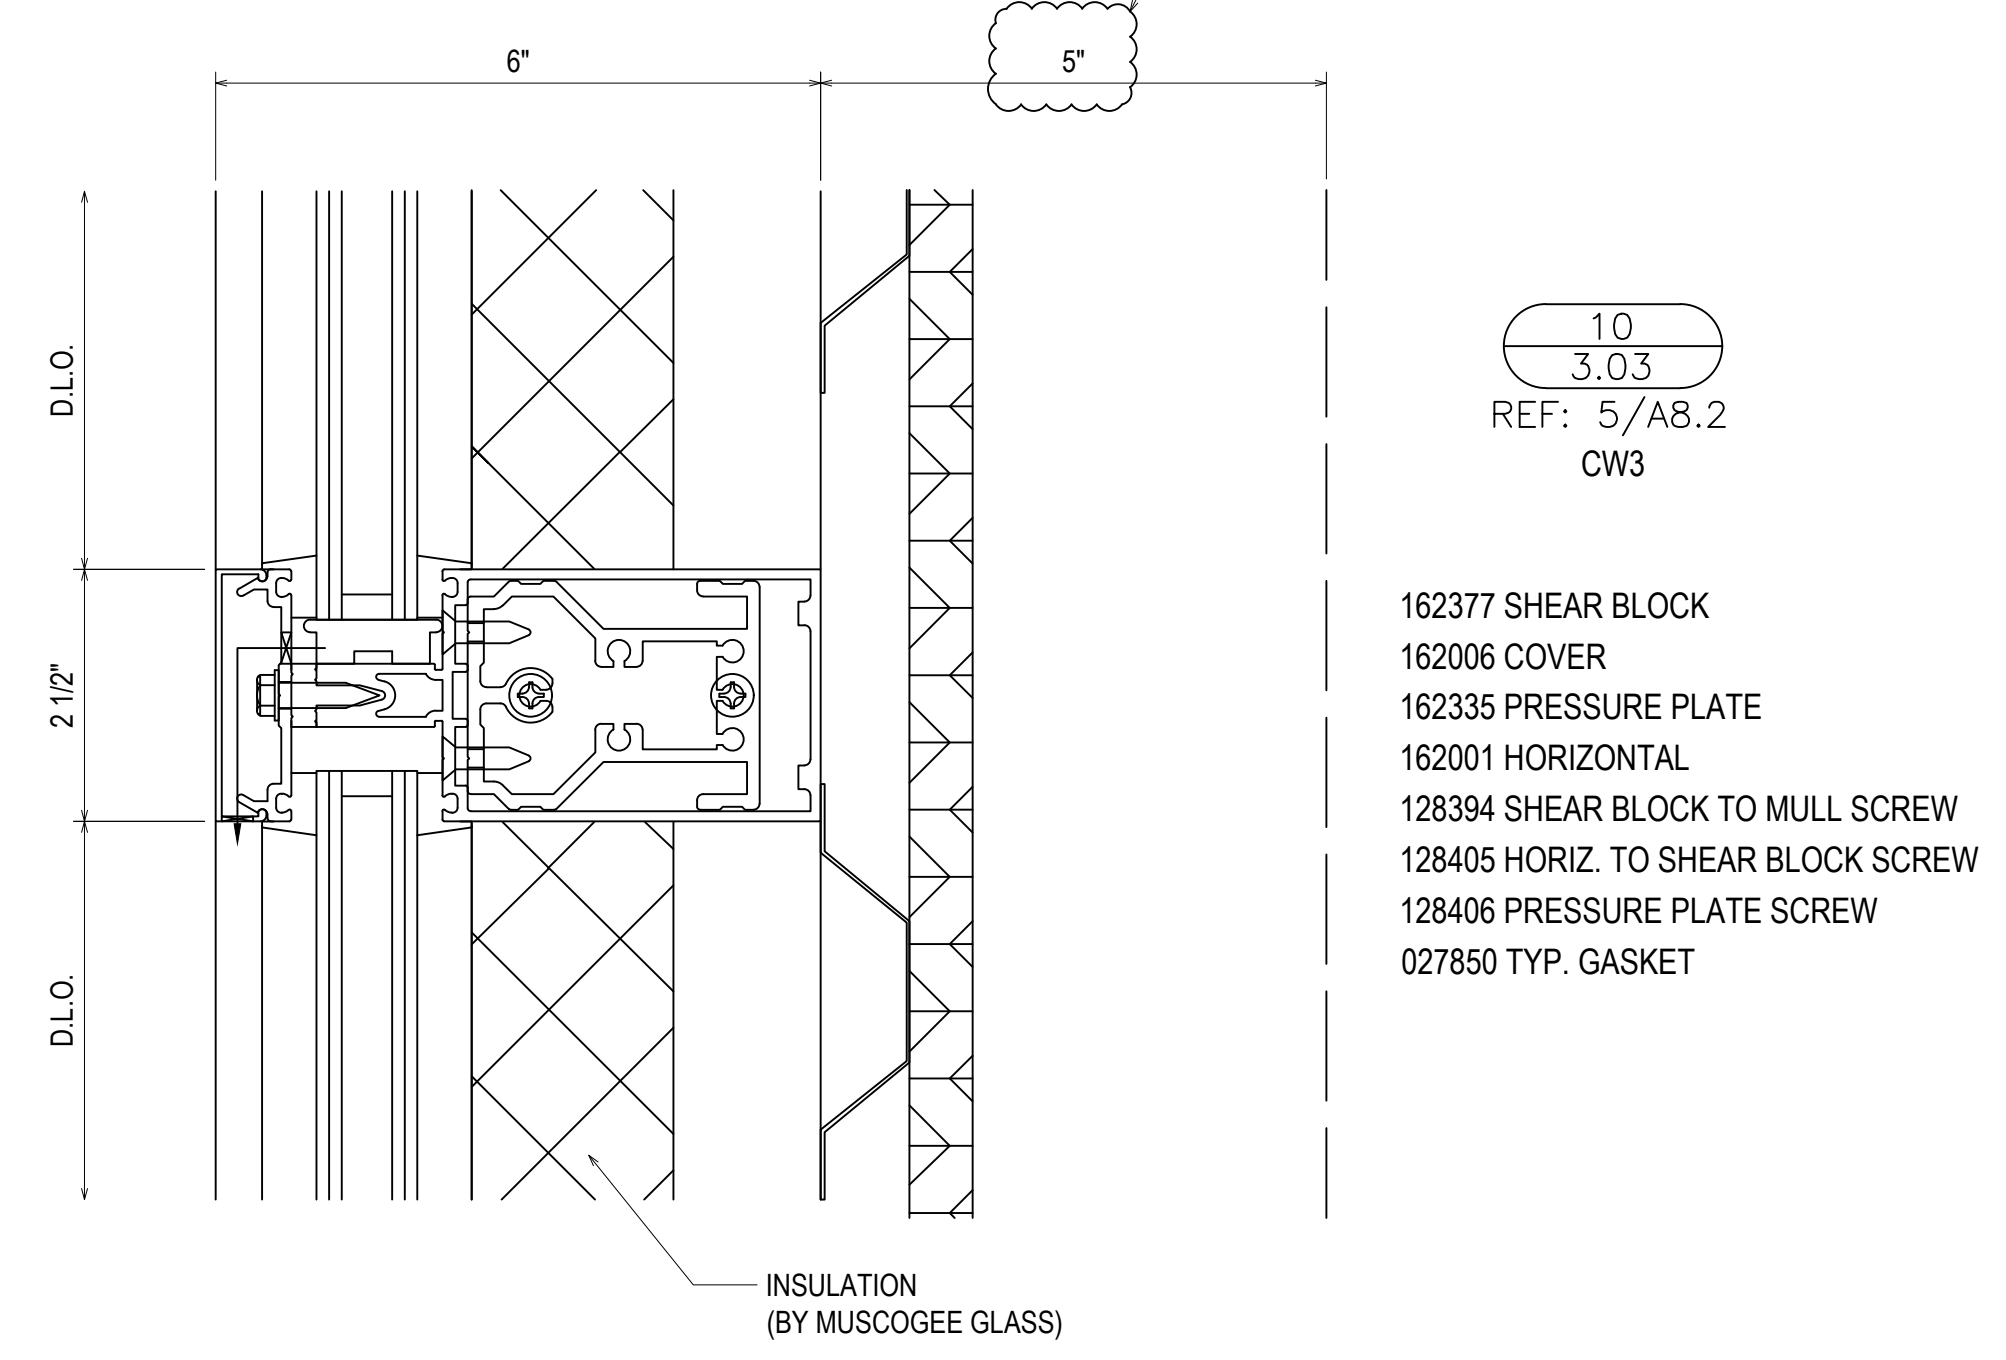 6"
5"
D.L.O.
2 1/2"
D.L.O.
10
3.03
REF: 5/A8.2
CW3
162377 SHEAR BLOCK
162006 COVER
162335 PRESSURE PLATE
162001 HORIZONTAL
128394 SHEAR BLOCK TO MULL SCREW
128405 HORIZ. TO SHEAR BLOCK SCREW
128406 PRESSURE PLATE SCREW
027850 TYP. GASKET
INSULATION
(BY MUSCOGEE GLASS)